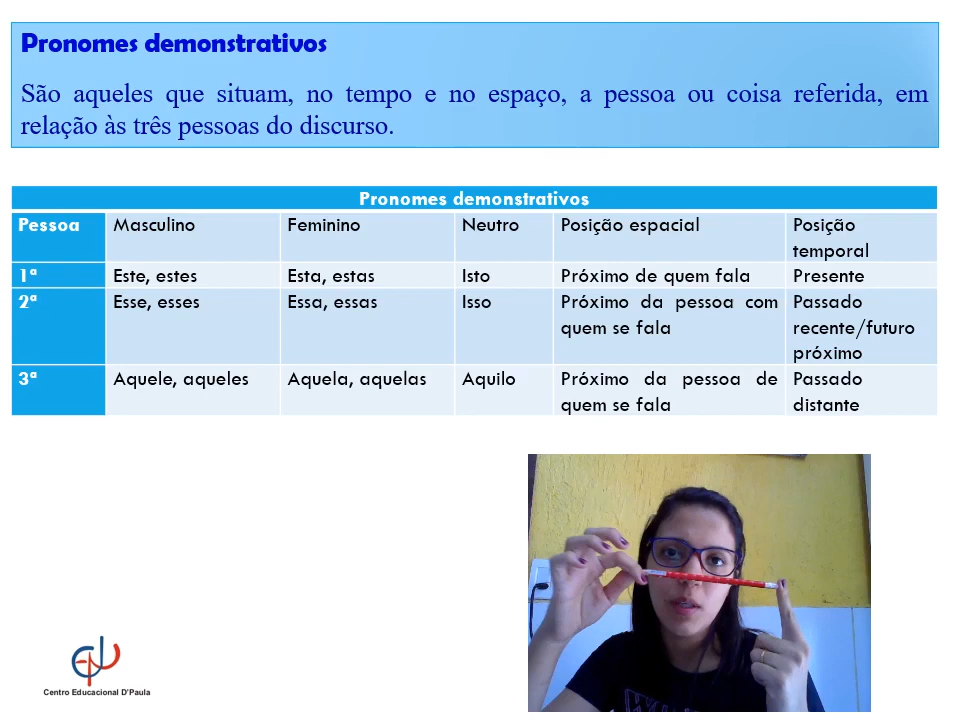 Pronomes demonstrativos
São aqueles que situam, no tempo e no espaço, a pessoa ou coisa referida, em
relação às três pessoas do discurso.
Pronomes demonstrativos
Pessoa Masculino Feminino Neutro Posição espacial Posição
temporal
1ª Este, estes Esta, estas Isto Próximo de quem fala Presente
2ª Esse, esses Essa, essas Isso Próximo da pessoa com Passado
quem se fala recente/futuro
próximo
3ª Aquele, aqueles Aquela, aquelas Aquilo Próximo da pessoa de Passado
quem se fala distante
Centro Educacional D'Paula